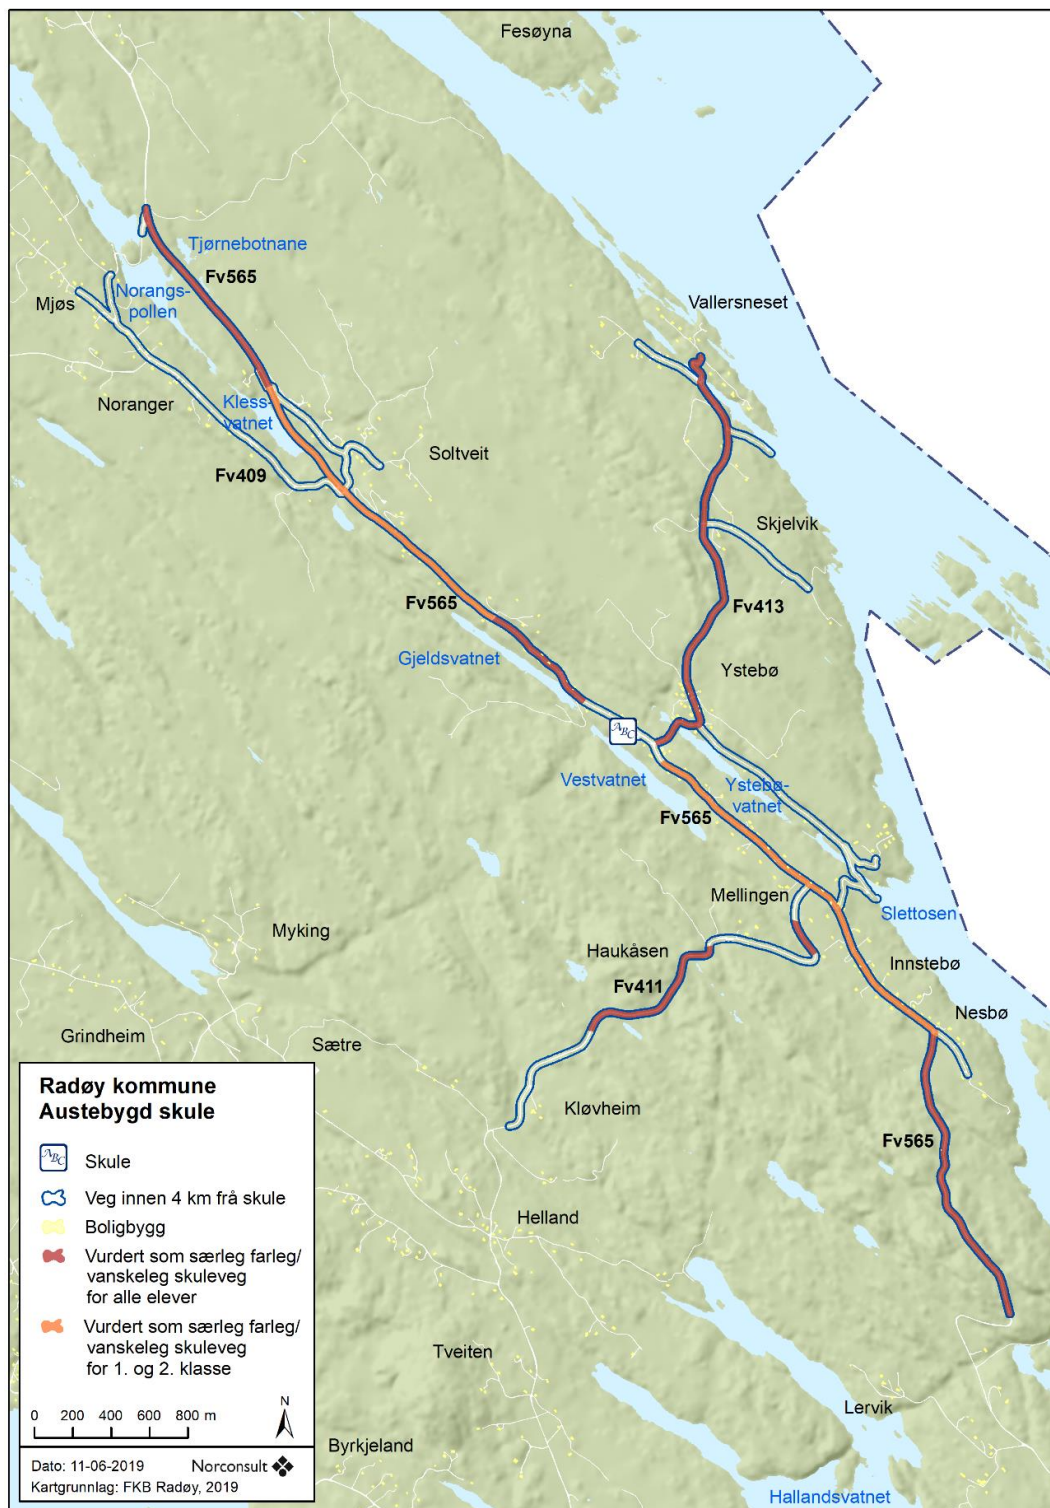 Fesøyna
Tjørnebotnane
Fv565
Norangs-
pollen
Mjøs
Vallersneset
Noranger
Kless-
vatnet
Soltveit
Fv409
Skjelvik
Fv565
Fv413
Gjeldsvatnet
Ystebø
ABC
Vestvatnet
Ystebø-
vatnet
Fv565
Mellingen
Slettosen
Myking
Haukåsen
Innstebø
Fv411
Nesbø
Grindheim
Sætre
Kløvheim
Fv565
Helland
Tveiten
Lervik
Byrkjeland
Hallandsvatnet
Radøy kommune
Austebygd skule
ABC
Skule
Veg innen 4 km frå skule
Boligbygg
Vurdert som særleg farleg/
vanskeleg skuleveg
for alle elever
Vurdert som særleg farleg/
vanskeleg skuleveg
for 1. og 2. klasse
N
0 200 400 600 800 m
Dato: 11-06-2019 Norconsult
Kartgrunnlag: FKB Radøy, 2019